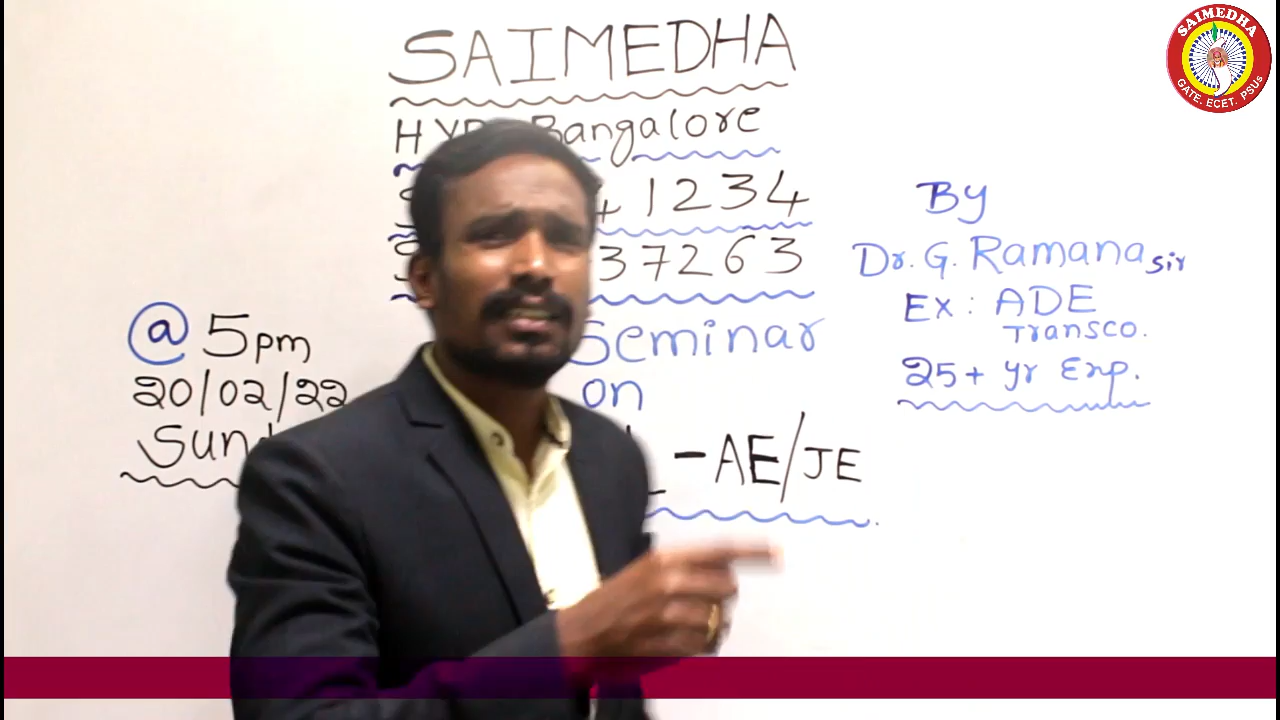 SAIMEDHA
Bangalore
1234
37263
@ 5pm
20/02/22
Seminar
on
- AE/JE
By
Dr. G. Ramana sir
EX: ADE
Transco.
25+ yr Exp.
SAIMEDHA
GATE. ECET. PSUs